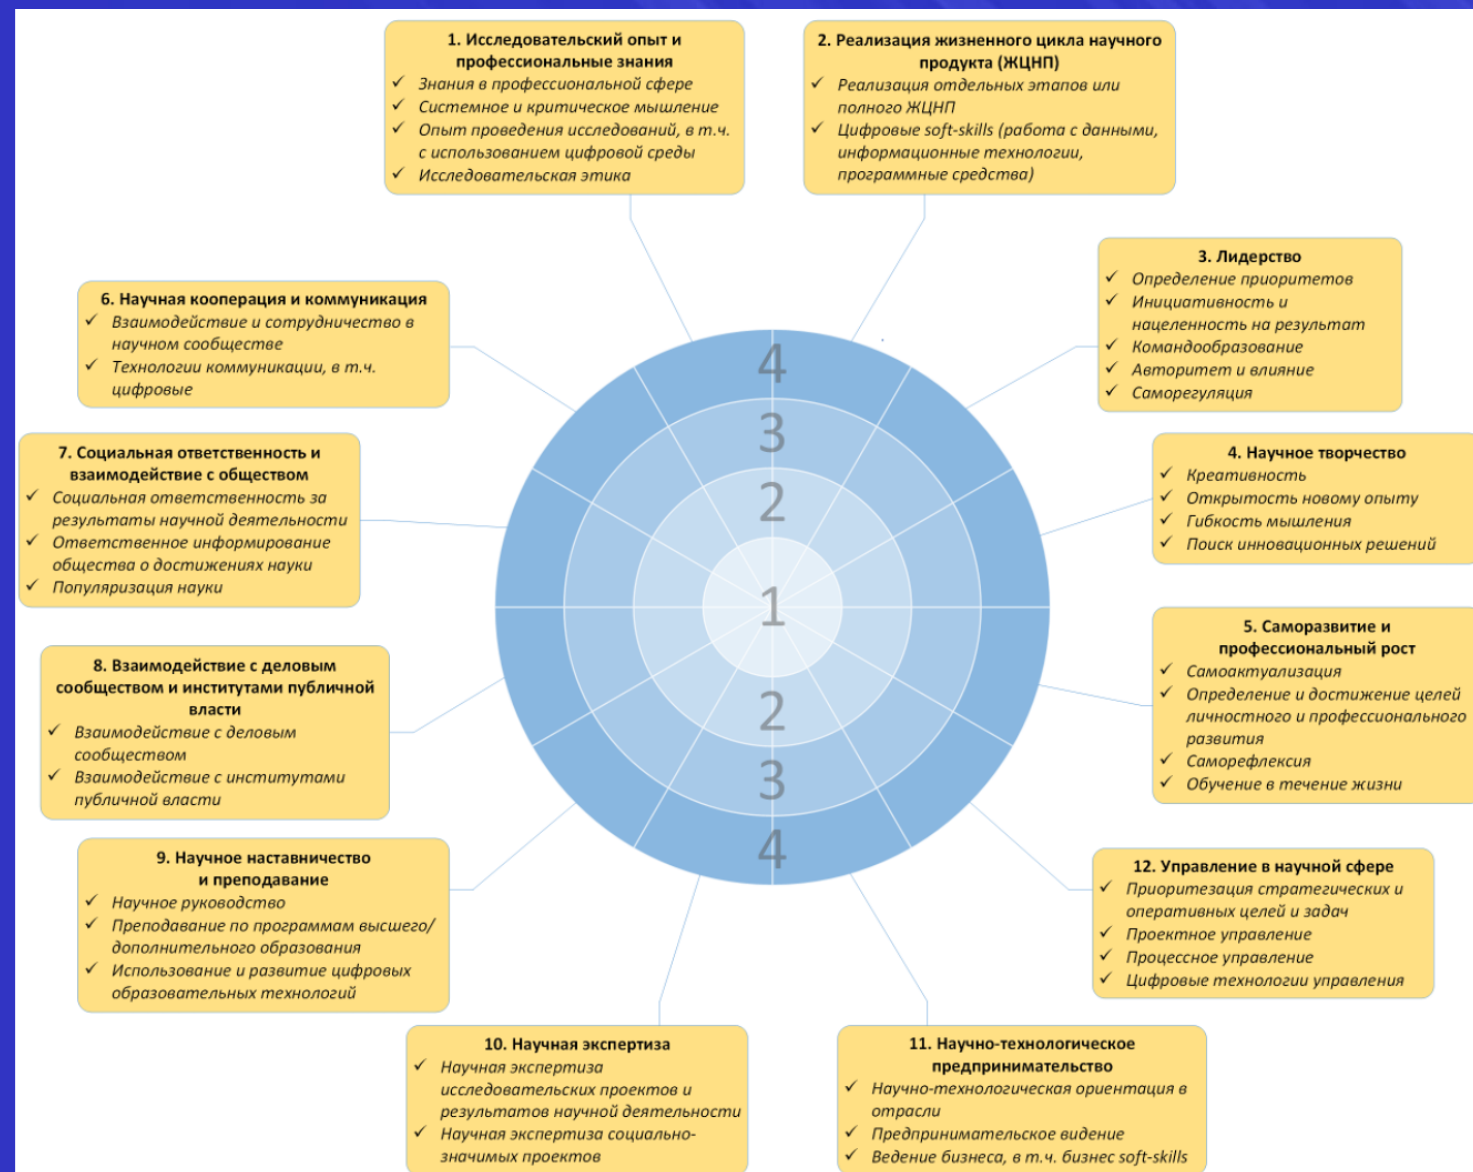 1. Исследовательский опыт и
профессиональные знания
✓ Знания в профессиональной сфере
✓ Системное и критическое мышление
✓ Опыт проведения исследований, в т.ч.
с использованием цифровой среды
✓ Исследовательская этика
2. Реализация жизненного цикла научного
продукта (ЖЦНП)
✓ Реализация отдельных этапов или
полного ЖЦНП
✓ Цифровые soft-skills (работа с данными,
информационные технологии,
программные средства)
3. Лидерство
✓ Определение приоритетов
✓ Инициативность и
нацеленность на результат
✓ Командообразование
✓ Авторитет и влияние
✓ Саморегуляция
4. Научное творчество
✓ Креативность
✓ Открытость новому опыту
✓ Гибкость мышления
✓ Поиск инновационных решений
5. Саморазвитие и
профессиональный рост
✓ Самоактуализация
✓ Определение и достижение целей
личностного и профессионального
развития
✓ Саморефлексия
✓ Обучение в течение жизни
6. Научная кооперация и коммуникация
✓ Взаимодействие и сотрудничество в
научном сообществе
✓ Технологии коммуникации, в т.ч.
цифровые
7. Социальная ответственность и
взаимодействие с обществом
✓ Социальная ответственность за
результаты научной деятельности
✓ Ответственное информирование
общества о достижениях науки
✓ Популяризация науки
8. Взаимодействие с деловым
сообществом и институтами публичной
власти
✓ Взаимодействие с деловым
сообществом
✓ Взаимодействие с институтами
публичной власти
9. Научное наставничество
и преподавание
✓ Научное руководство
✓ Преподавание по программам высшего/
дополнительного образования
✓ Использование и развитие цифровых
образовательных технологий
10. Научная экспертиза
✓ Научная экспертиза
исследовательских проектов и
результатов научной деятельности
✓ Научная экспертиза социально-
значимых проектов
11. Научно-технологическое
предпринимательство
✓ Научно-технологическая ориентация в
отрасли
✓ Предпринимательское видение
✓ Ведение бизнеса, в т.ч. бизнес soft-skills
12. Управление в научной сфере
✓ Приоритезация стратегических и
оперативных целей и задач
✓ Проектное управление
✓ Процессное управление
✓ Цифровые технологии управления
4
3
2
1
2
3
4